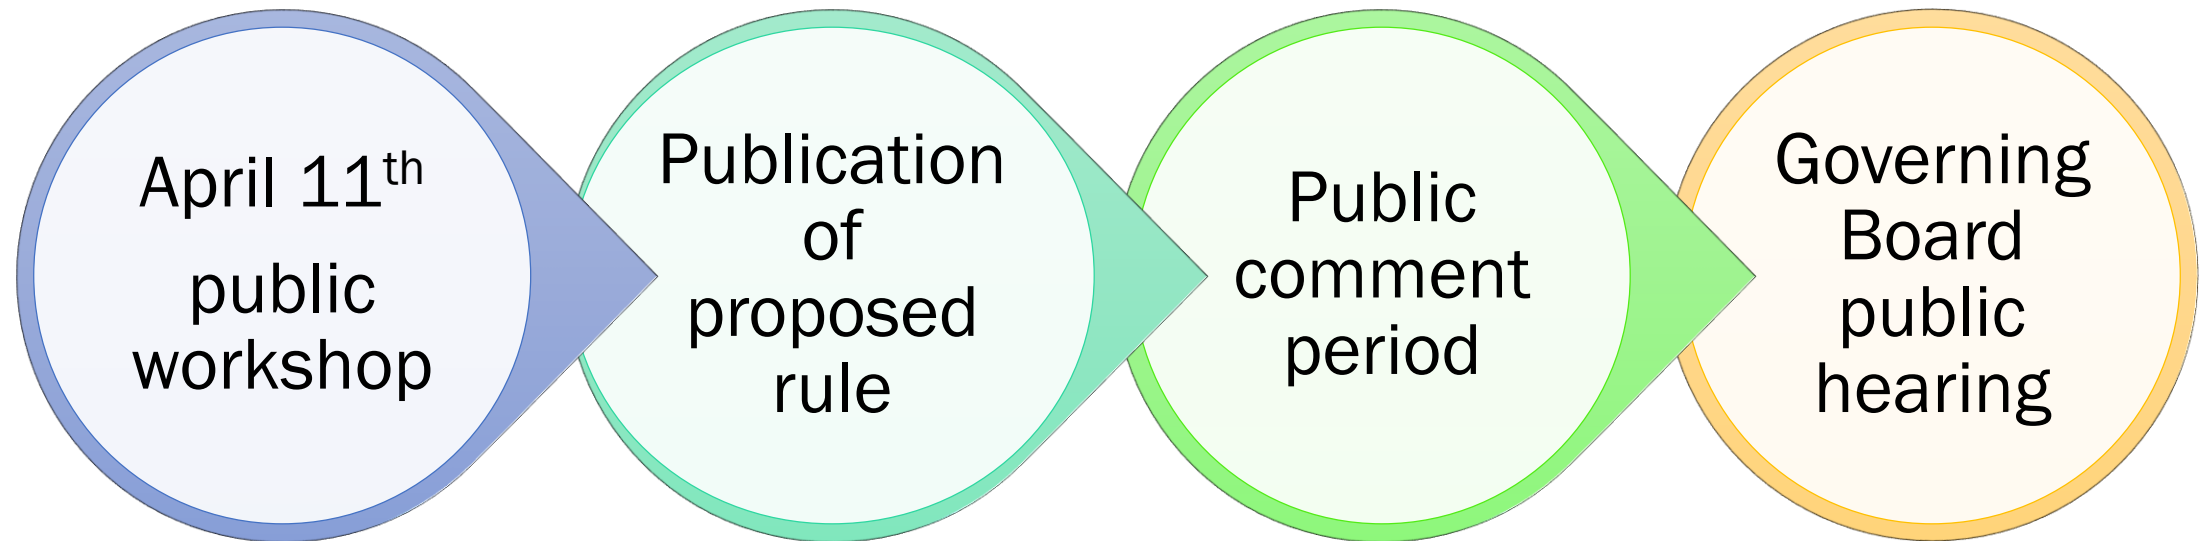 April 11th
public
workshop
Publication
of
proposed
rule
Public
comment
period
Governing
Board
public
hearing